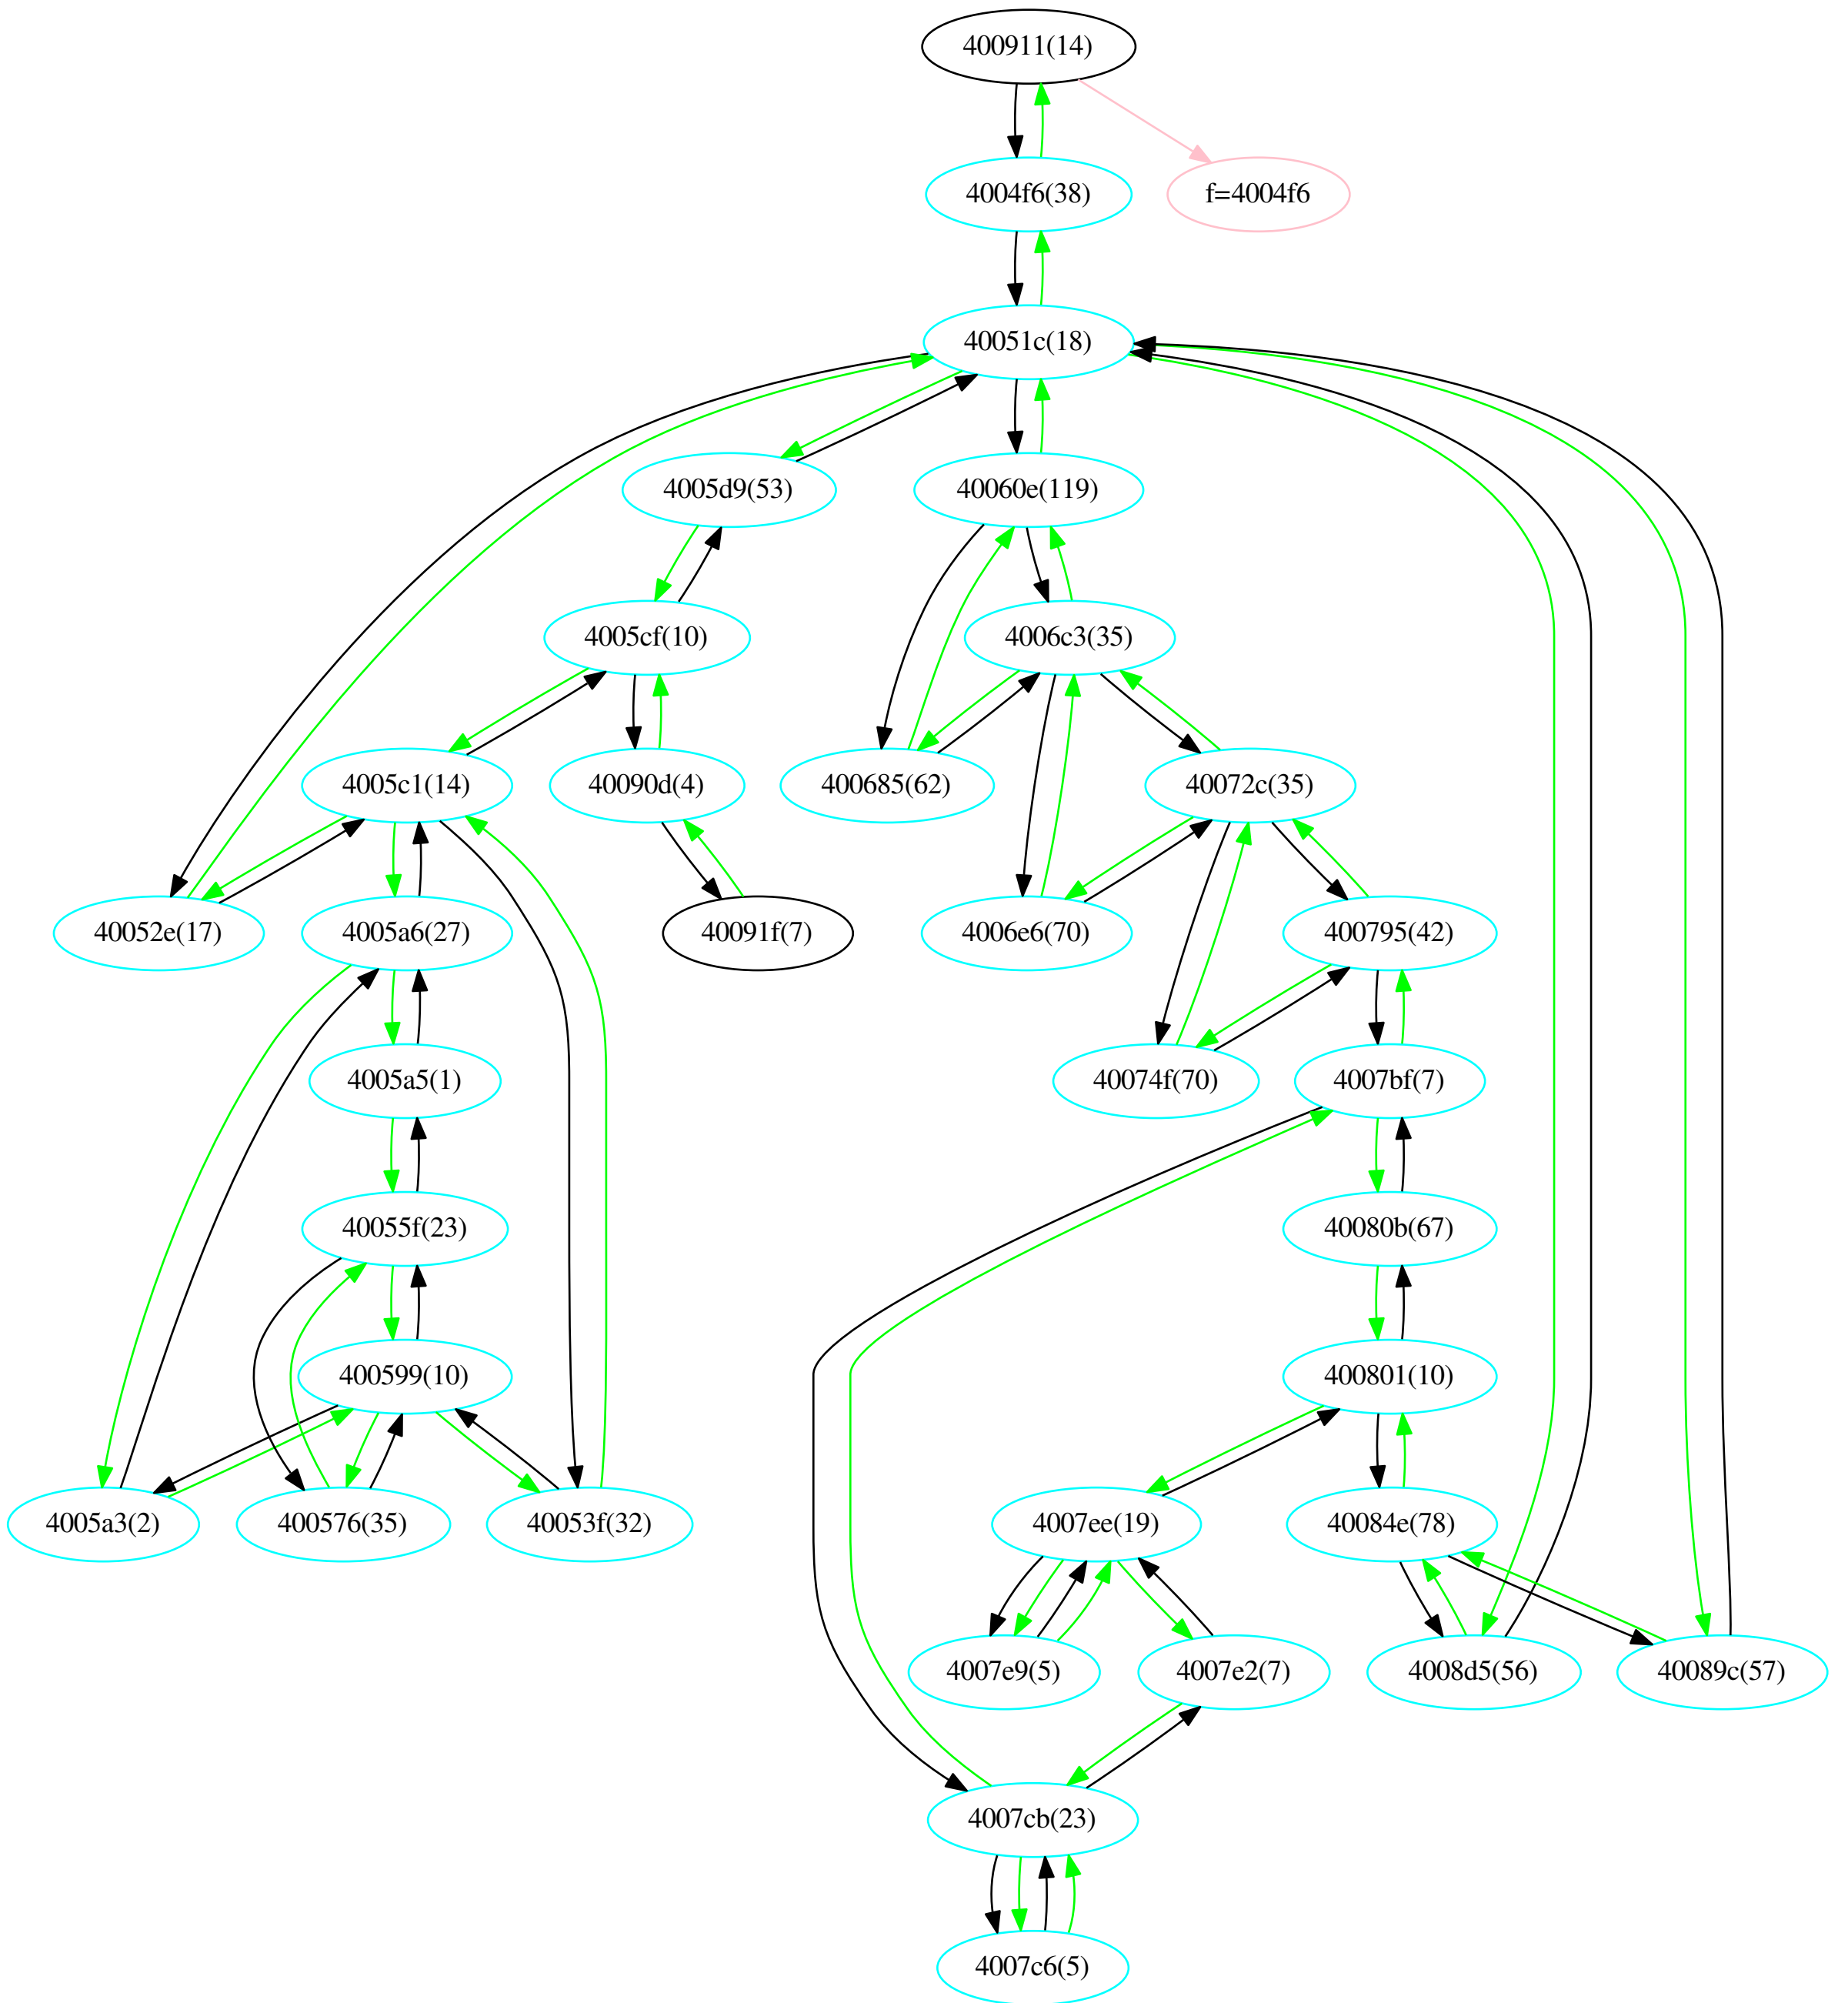 400911(14)
4004f6(38)
f=4004f6
40051c(18)
4005d9(53)
40060e(119)
4005cf(10)
4006c3(35)
4005c1(14)
40090d(4)
400685(62)
40072c(35)
40052e(17)
4005a6(27)
40091f(7)
4006e6(70)
400795(42)
4005a5(1)
40074f(70)
4007bf(7)
40055f(23)
40080b(67)
400599(10)
400801(10)
4005a3(2)
400576(35)
40053f(32)
4007ee(19)
40084e(78)
4007e9(5)
4007e2(7)
4008d5(56)
40089c(57)
4007cb(23)
4007c6(5)